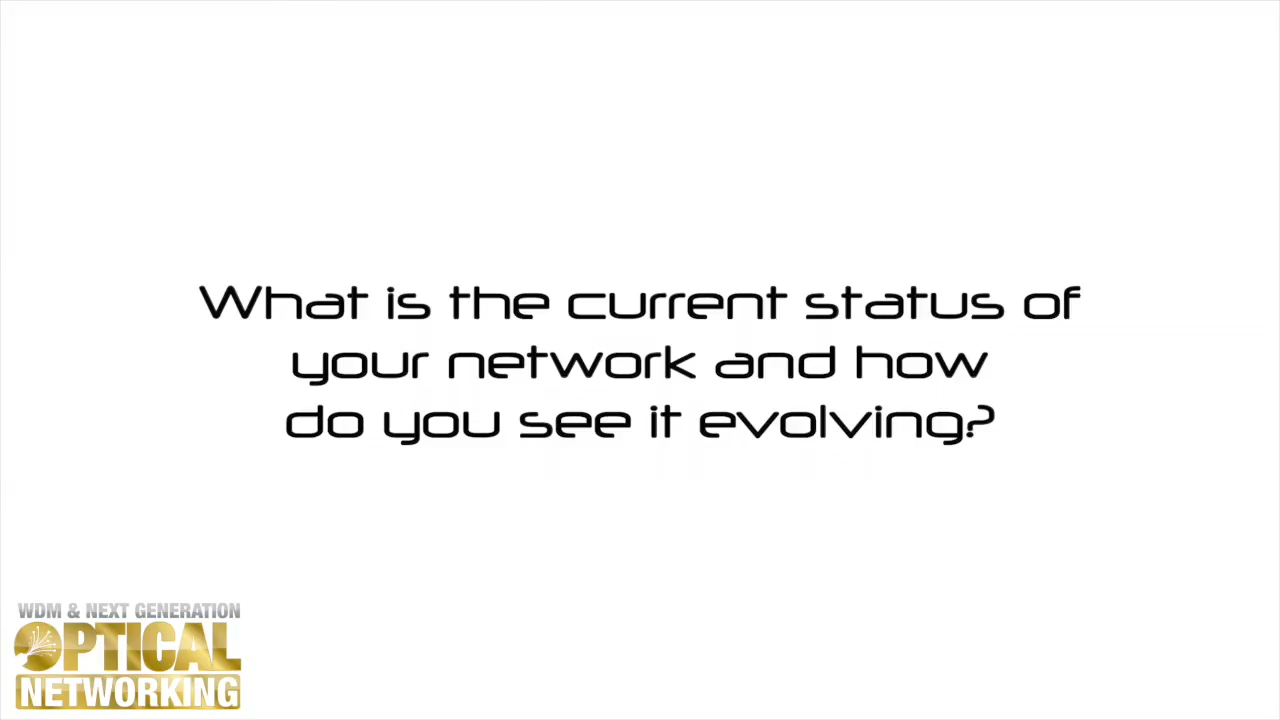 What is the current status of
your network and how
do you see it evolving?
WDM & NEXT GENERATION
OPTICAL
NETWORKING